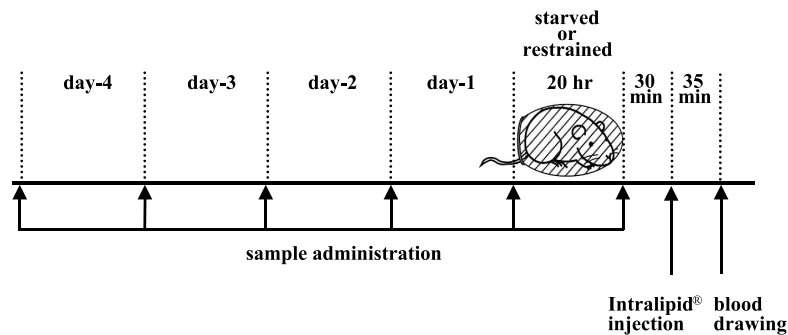 starved
or
restrained
day-4 day-3 day-2 day-1 20 hr 30 min 35 min
sample administration
Intralipid® injection
blood drawing